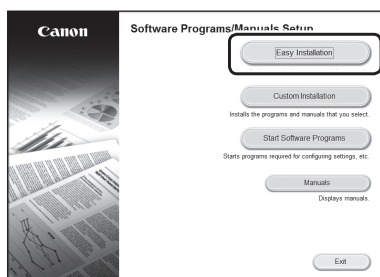 Canon
Software Programs/Manuals Setup
Easy Installation
Custom Installation
Installs the programs and manuals that you select.
Start Software Programs
Starts programs required for configuring settings, etc.
Manuals
Displays manuals.
Exit